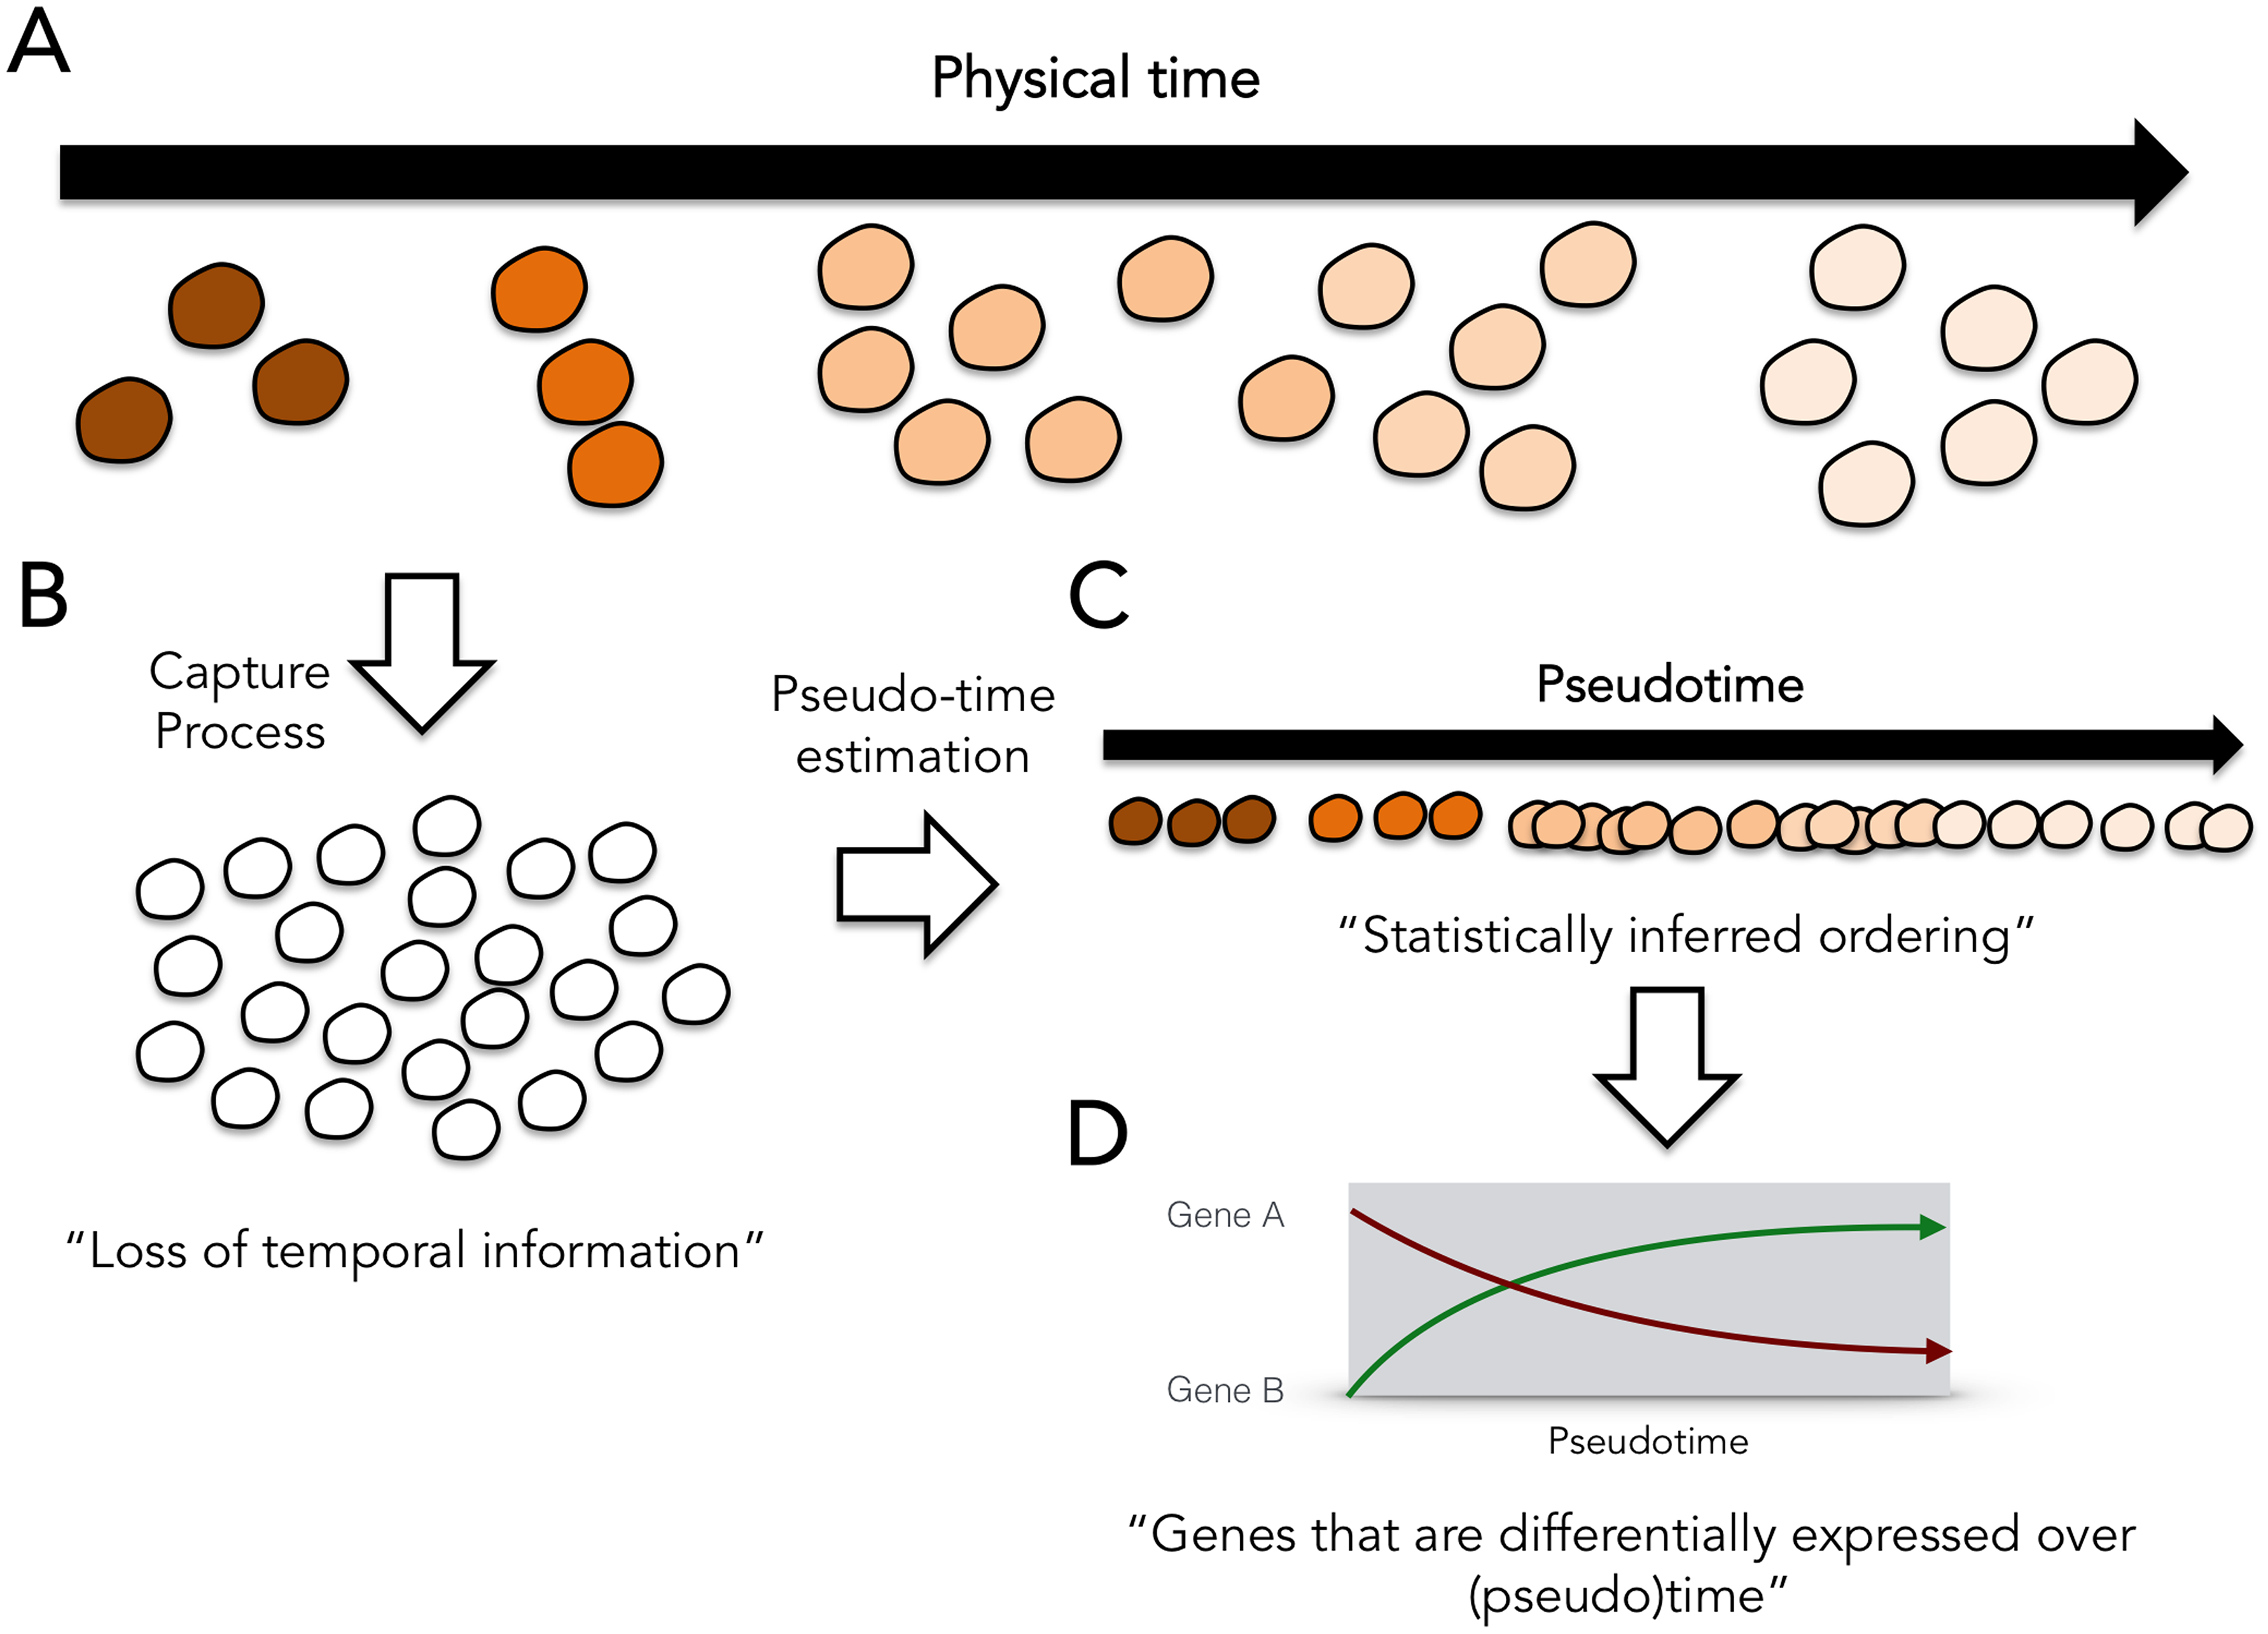 A
Physical time
B
Capture
Process
“Loss of temporal information”
Pseudo-time
estimation
C
Pseudotime
“Statistically inferred ordering”
D
Gene A
Gene B
Pseudotime
“Genes that are differentially expressed over
(pseudo)time”